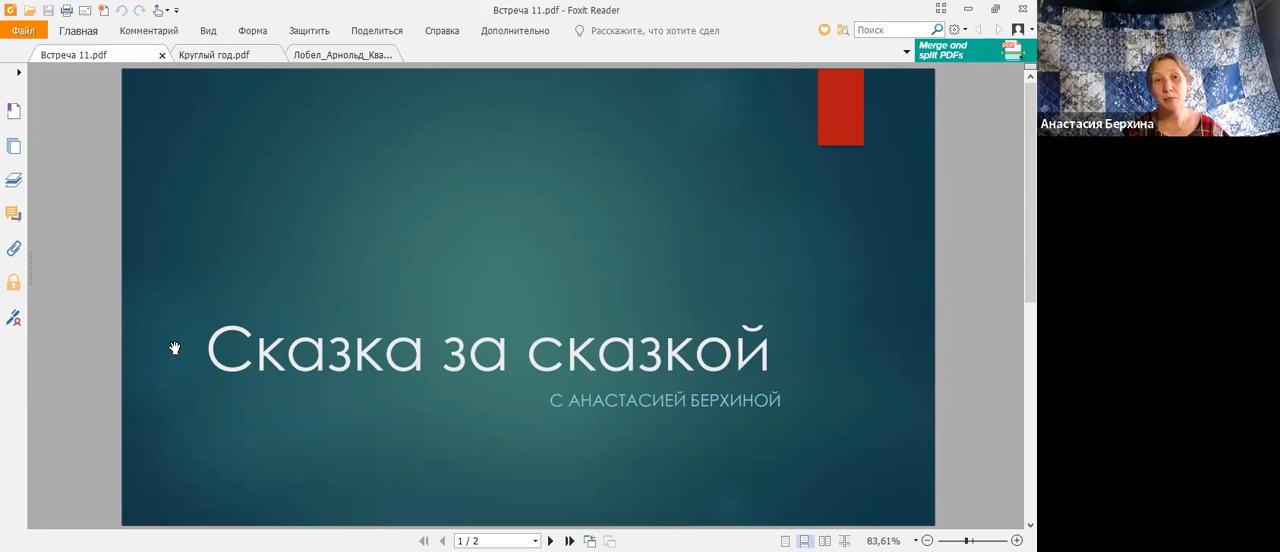 Встреча 11.pdf - Foxit Reader
Файл Главная Комментарий Вид Форма Защитить Поделиться Справка Дополнительно Расскажите, что хотите сдел Поиск
Встреча 11.pdf Круглый год.pdf Лобел_Арнольд_Ква...
Merge and
split PDFs
PDF
Анастасия Берхина
Сказка за сказкой
С АНАСТАСИЕЙ БЕРХИНОЙ
1 / 2
83,61%